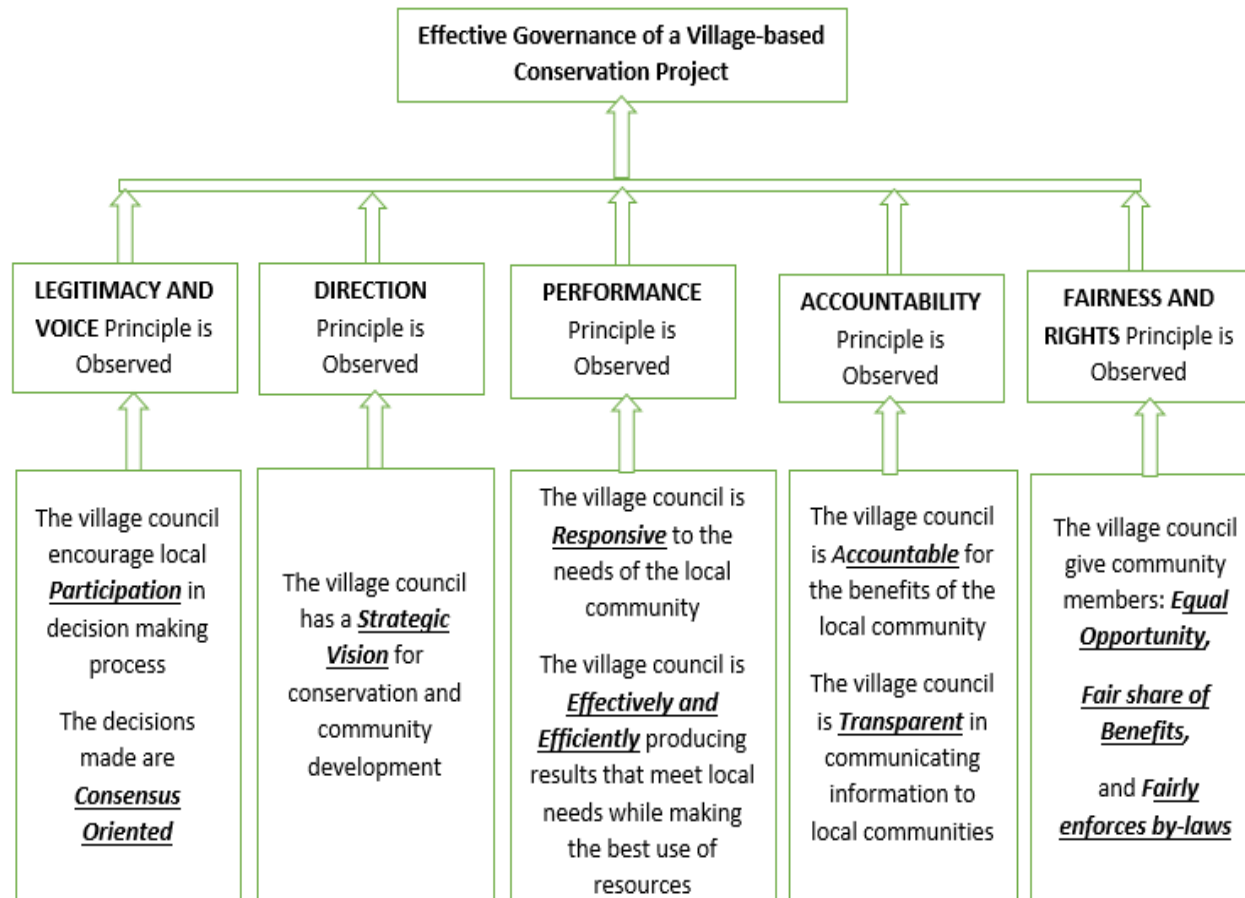 Effective Governance of a Village-based
Conservation Project
LEGITIMACY AND
VOICE Principle is
Observed
DIRECTION
Principle is
Observed
PERFORMANCE
Principle is
Observed
ACCOUNTABILITY
Principle is
Observed
FAIRNESS AND
RIGHTS Principle is
Observed
The village council
encourage local
Participation in
decision making
process
The decisions
made are
Consensus
Oriented
The village council
has a Strategic
Vision for
conservation and
community
development
The village council is
Responsive to the
needs of the local
community
The village council is
Effectively and
Efficiently producing
results that meet local
needs while making
the best use of
resources
The village council
is Accountable for
the benefits of the
local community
The village council
is Transparent in
communicating
information to
local communities
The village council
give community
members: Equal
Opportunity,
Fair share of
Benefits,
and Fairly
enforces by-laws